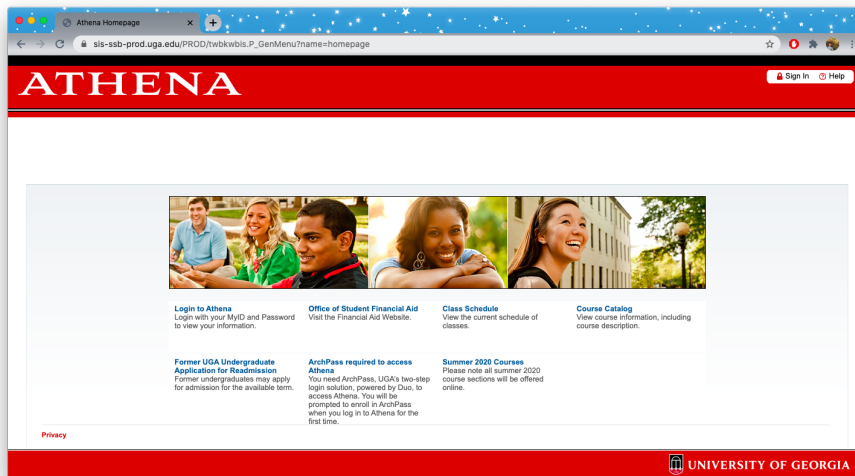 Athena Homepage
sis-ssb-prod.uga.edu/PROD/twbkwbis.P_GenMenu?name=homepage
ATHENA
Sign In
Help
Login to Athena
Login with your MyID and Password
to view your information.
Office of Student Financial Aid
Visit the Financial Aid Website.
Class Schedule
View the current schedule of
classes.
Course Catalog
View course information, including
course description.
Former UGA Undergraduate
Application for Readmission
Former undergraduates may apply
for admission for the available term.
ArchPass required to access
Athena
You need ArchPass, UGA's two-step
login solution, powered by Duo, to
access Athena. You will be
prompted to enroll in ArchPass
when you log in to Athena for the
first time.
Summer 2020 Courses
Please note all summer 2020
course sections will be offered
online.
Privacy
UNIVERSITY OF GEORGIA